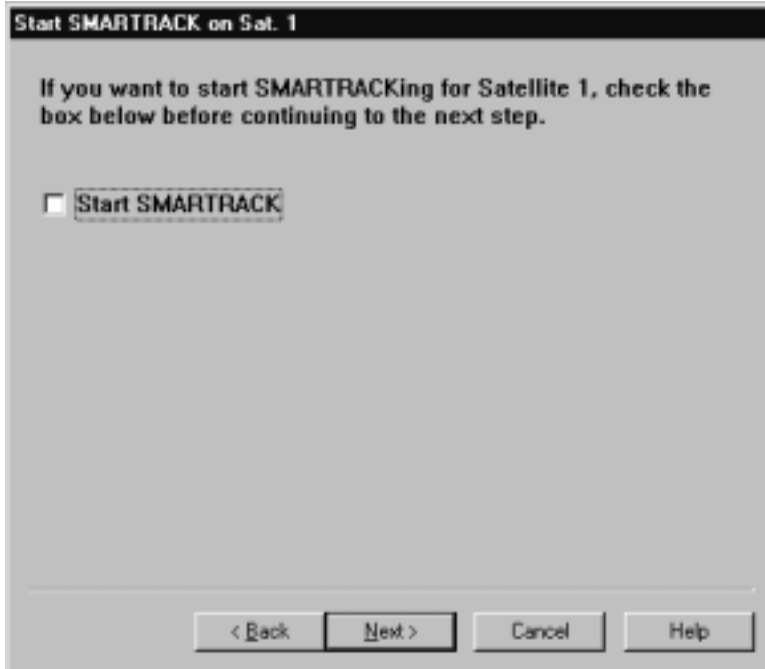 Start SMARTRACK on Sat. 1
If you want to start SMARTRACKing for Satellite 1, check the
box below before continuing to the next step.
Start SMARTRACK
< Back Next > Cancel Help